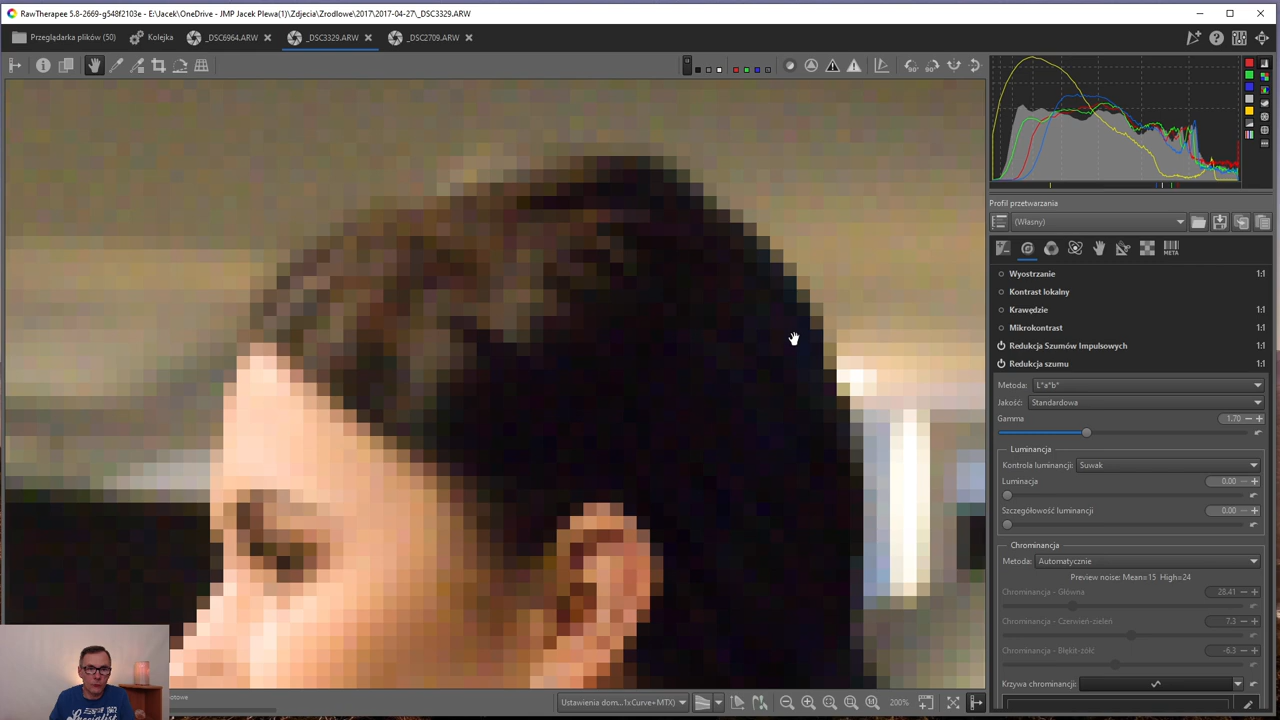 RawTherapee 5.8-2669-g548f2103e - E:\Jacek\OneDrive - JMP Jacek Plewa(1)\Zdjecia\Zrodlowe\2017\2017-04-27\_DSC3329.ARW
Przeglądarka plików (50) Kolejka _DSC6964.ARW _DSC3329.ARW _DSC2709.ARW
Profil przetwarzania
(Własny)
META
Wyostrzanie 1:1
Kontrast lokalny
Krawędzie 1:1
Mikrokontrast 1:1
Redukcja Szumów Impulsowych 1:1
Redukcja szumu 1:1
Metoda: L*a*b*
Jakość: Standardowa
Gamma 1.70
Luminancja
Kontrola luminancji: Suwak
Luminacja 0.00
Szczegółowość luminancji 0.00
Chrominancja
Metoda: Automatycznie
Preview noise: Mean=15 High=24
Chrominancja - Główna 28.41
Chrominancja - Czerwień-zieleń 7.3
Chrominancja - Błękit-żółć -6.3
Krzywa chrominancji:
Ustawienia dom...1xCurve+MTX) 200%